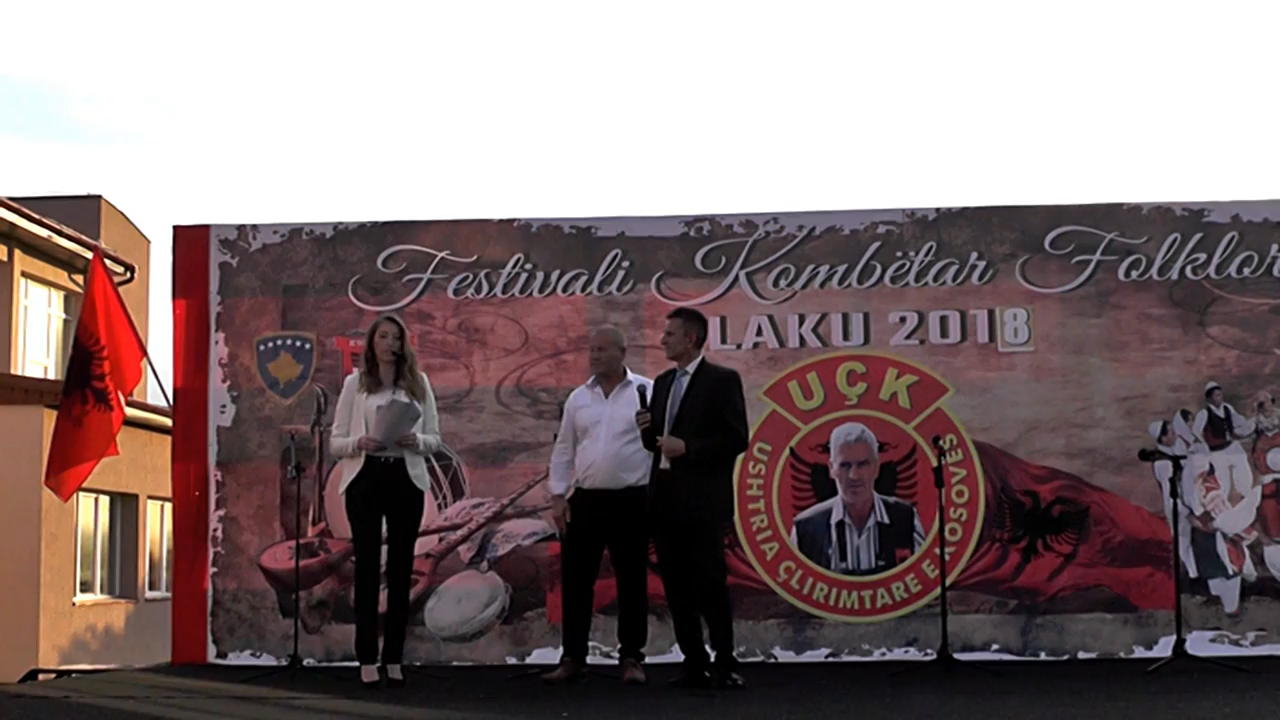 Festivali Kombëtar Folklor
LAKU 2018
UÇK
USHTRIA ÇLIRIMTARE E KOSOVËS